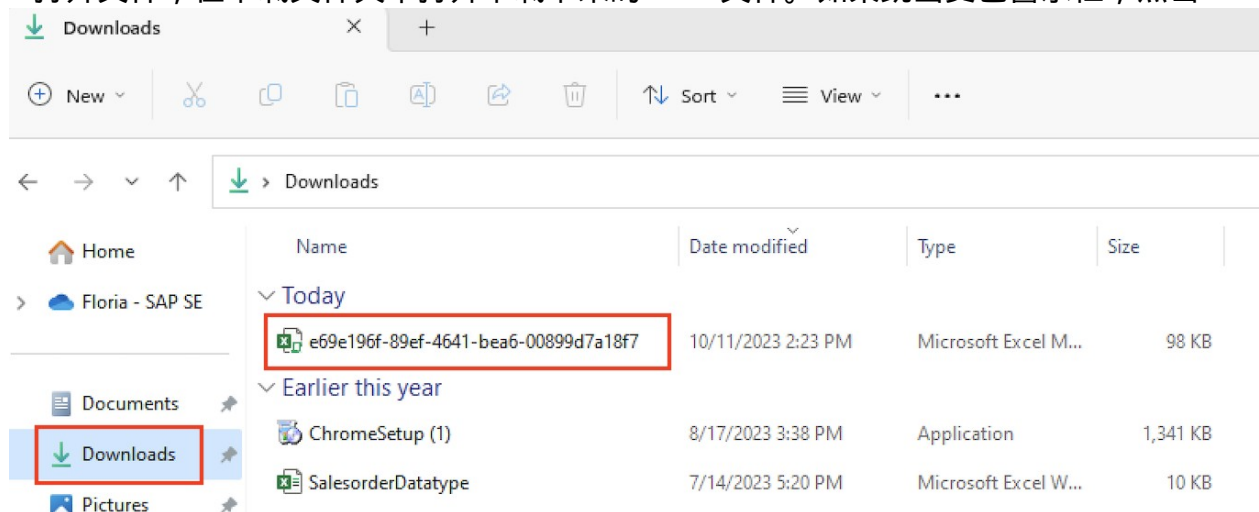 Downloads
New
Sort
View
Downloads
Home
Floria - SAP SE
Documents
Downloads
Pictures
Name Date modified Type Size
Today
e69e196f-89ef-4641-bea6-00899d7a18f7 10/11/2023 2:23 PM Microsoft Excel M... 98 KB
Earlier this year
ChromeSetup (1) 8/17/2023 3:38 PM Application 1,341 KB
SalesorderDatatype 7/14/2023 5:20 PM Microsoft Excel W... 10 KB